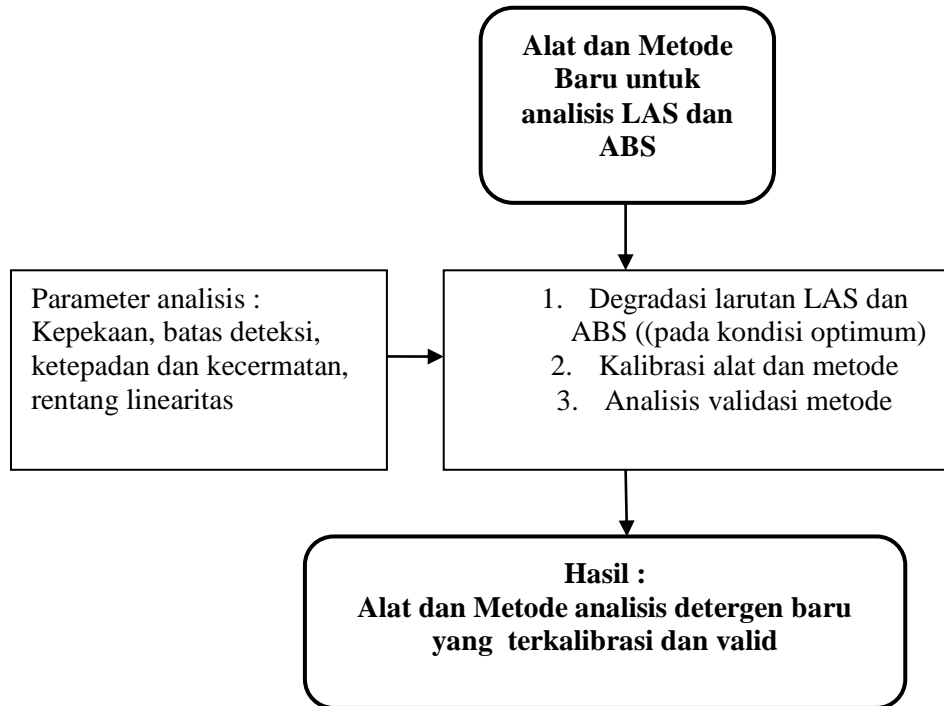 Alat dan Metode
Baru untuk
analisis LAS dan
ABS
Parameter analisis :
Kepekaan, batas deteksi,
ketepadan dan kecermatan,
rentang linearitas
1. Degradasi larutan LAS dan
ABS ((pada kondisi optimum)
2. Kalibrasi alat dan metode
3. Analisis validasi metode
Hasil :
Alat dan Metode analisis detergen baru
yang terkalibrasi dan valid